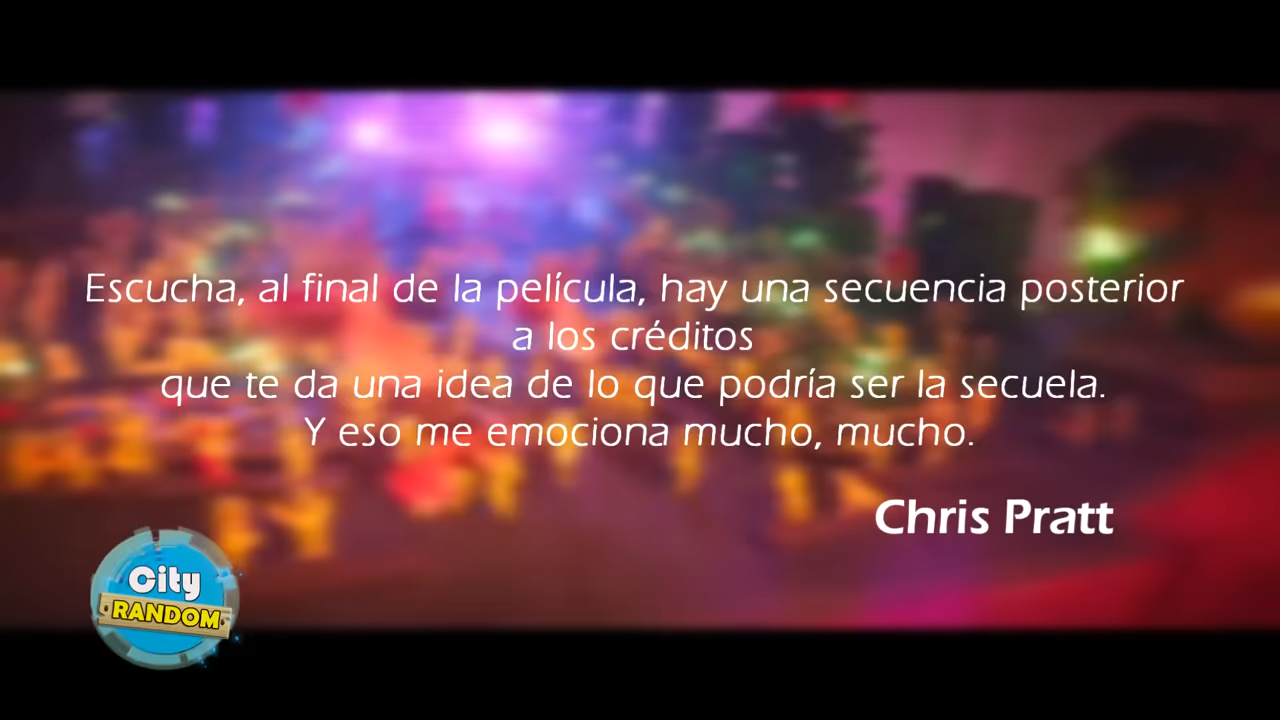 Escucha, al final de la película, hay una secuencia posterior
a los créditos
que te da una idea de lo que podría ser la secuela.
Y eso me emociona mucho, mucho.
Chris Pratt
City
RANDOM